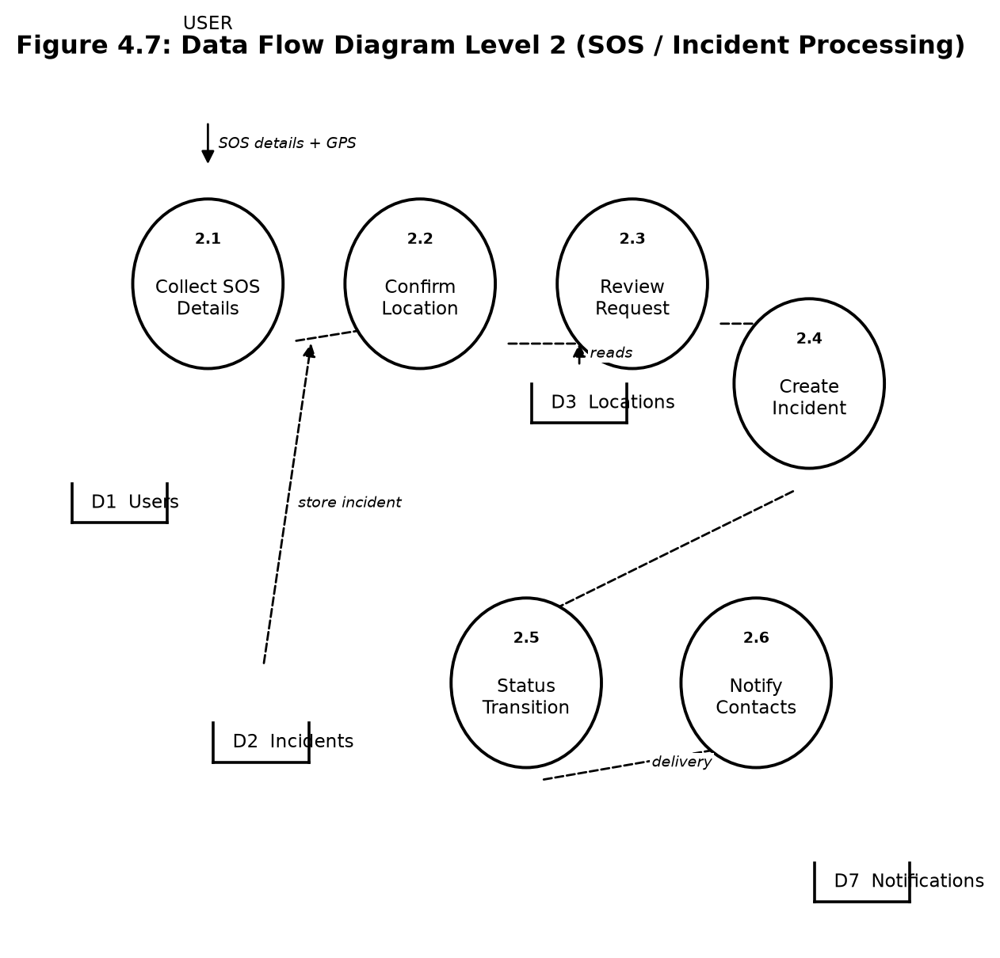 USER
Figure 4.7: Data Flow Diagram Level 2 (SOS / Incident Processing)
SOS details + GPS
2.1
Collect SOS
Details
2.2
Confirm
Location
2.3
Review
Request
reads
2.4
Create
Incident
D3 Locations
D1 Users
store incident
2.5
Status
Transition
2.6
Notify
Contacts
D2 Incidents
delivery
D7 Notifications